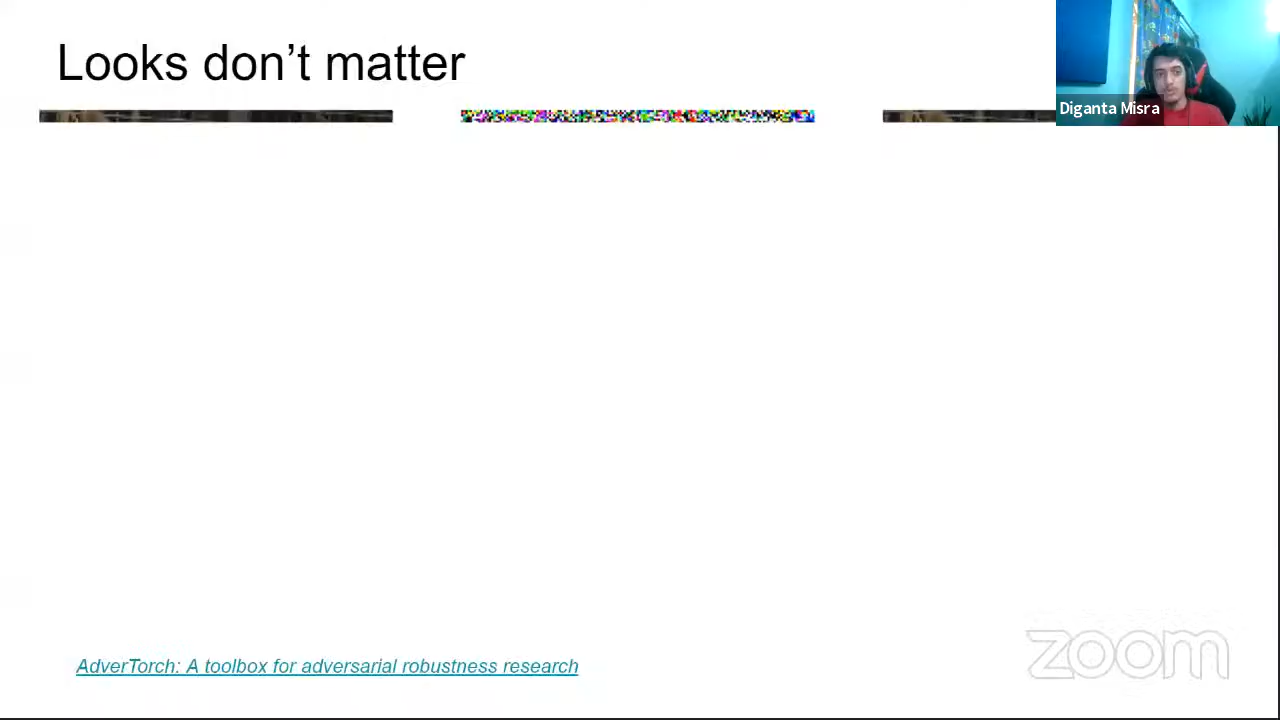 Looks don't matter
Diganta Misra
AdverTorch: A toolbox for adversarial robustness research
zoom